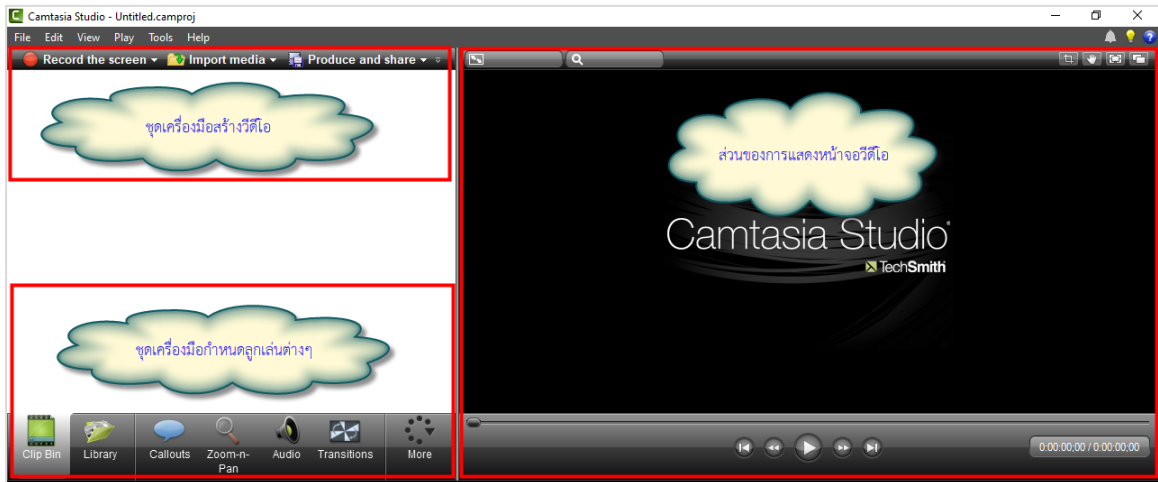 Camtasia Studio - Untitled.camproj
File Edit View Play Tools Help
Record the screen Import media Produce and share
ชุดเครื่องมือสร้างวีดีโอ
ส่วนของการแสดงหน้าจอวีดีโอ
Camtasia Studio®
TechSmith
ชุดเครื่องมือกำหนดลูกเล่นต่างๆ
Clip Bin Library Callouts Zoom-n-Pan Audio Transitions More
0:00:00;00 / 0:00:00;00